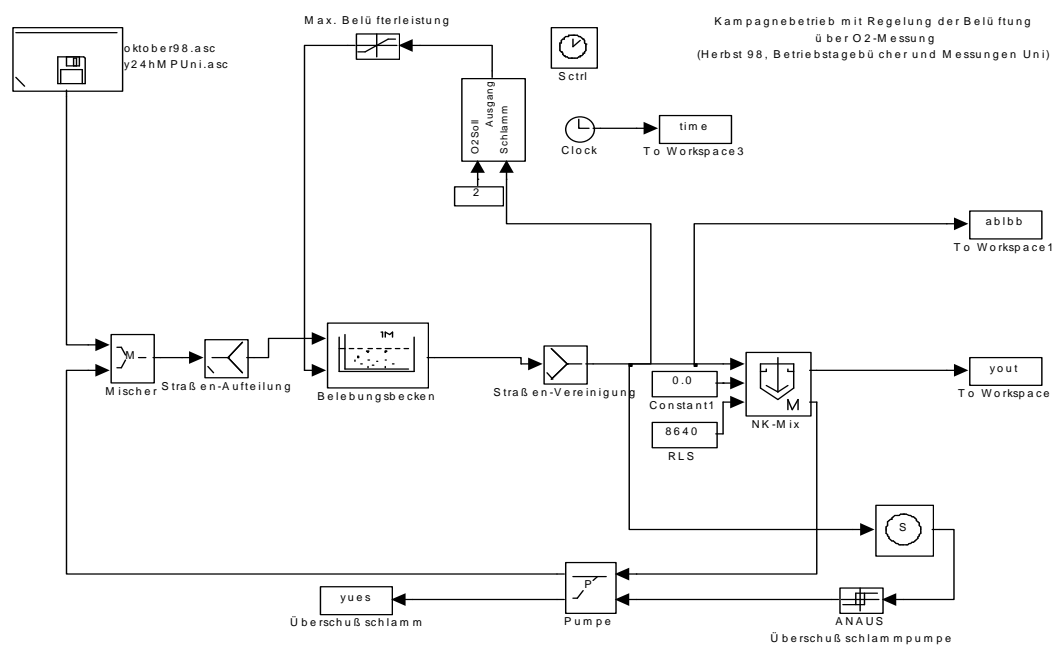 Max. Belüfterleistung
Kampagnebetrieb mit Regelung der Belüftung
über O2-Messung
(Herbst 98, Betriebstagebücher und Messungen Uni)
oktober98.asc
y24hMPUni.asc
Sctrl
O2Soll
Ausgang
Schlamm
2
Clock
time
To Workspace3
ablbb
To Workspace1
M
Mischer
Straßen-Aufteilung
1M
Belebungsbecken
Straßen-Vereinigung
0.0
Constant1
8640
RLS
M
NK-Mix
yout
To Workspace
S
P
Pumpe
yues
Überschußschlamm
ANAUS
Überschußschlammpumpe